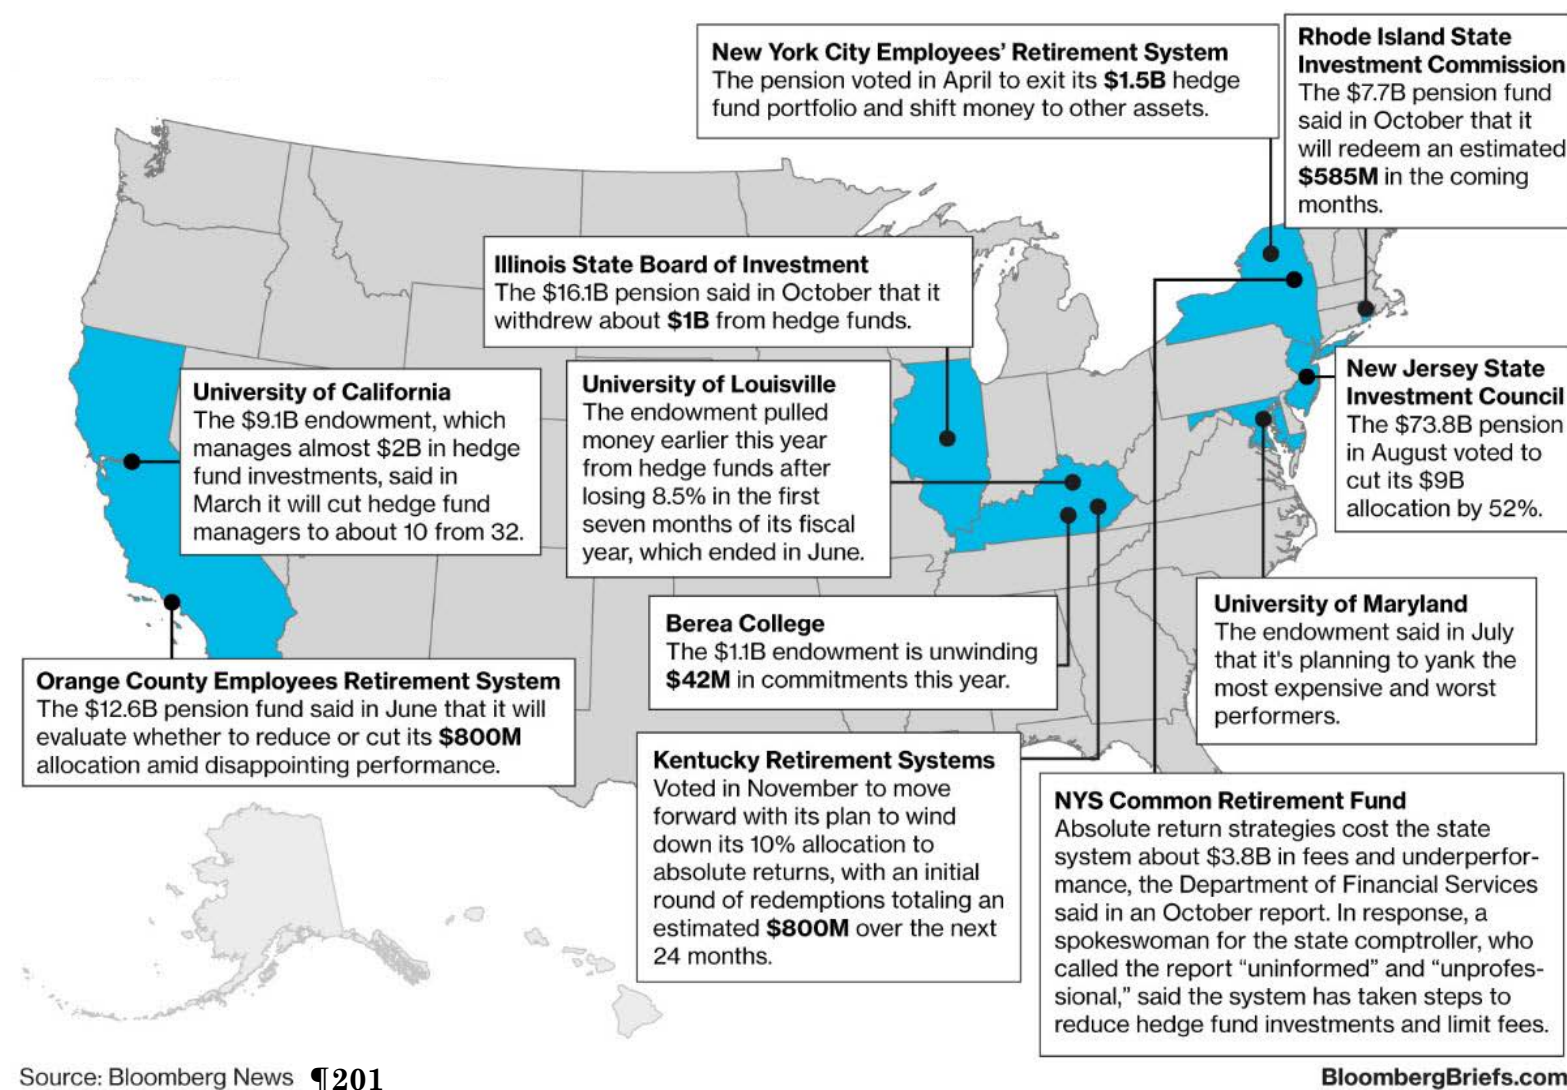 New York City Employees’ Retirement System
The pension voted in April to exit its $1.5B hedge
fund portfolio and shift money to other assets.
Rhode Island State
Investment Commission
The $7.7B pension fund
said in October that it
will redeem an estimated
$585M in the coming
months.
Illinois State Board of Investment
The $16.1B pension said in October that it
withdrew about $1B from hedge funds.
University of California
The $9.1B endowment, which
manages almost $2B in hedge
fund investments, said in
March it will cut hedge fund
managers to about 10 from 32.
University of Louisville
The endowment pulled
money earlier this year
from hedge funds after
losing 8.5% in the first
seven months of its fiscal
year, which ended in June.
New Jersey State
Investment Council
The $73.8B pension
in August voted to
cut its $9B
allocation by 52%.
Berea College
The $1.1B endowment is unwinding
$42M in commitments this year.
University of Maryland
The endowment said in July
that it's planning to yank the
most expensive and worst
performers.
Orange County Employees Retirement System
The $12.6B pension fund said in June that it will
evaluate whether to reduce or cut its $800M
allocation amid disappointing performance.
Kentucky Retirement Systems
Voted in November to move
forward with its plan to wind
down its 10% allocation to
absolute returns, with an initial
round of redemptions totaling an
estimated $800M over the next
24 months.
NYS Common Retirement Fund
Absolute return strategies cost the state
system about $3.8B in fees and underperfor-
mance, the Department of Financial Services
said in an October report. In response, a
spokeswoman for the state comptroller, who
called the report “uninformed” and “unprofes-
sional,” said the system has taken steps to
reduce hedge fund investments and limit fees.
Source: Bloomberg News ¶201
BloombergBriefs.com